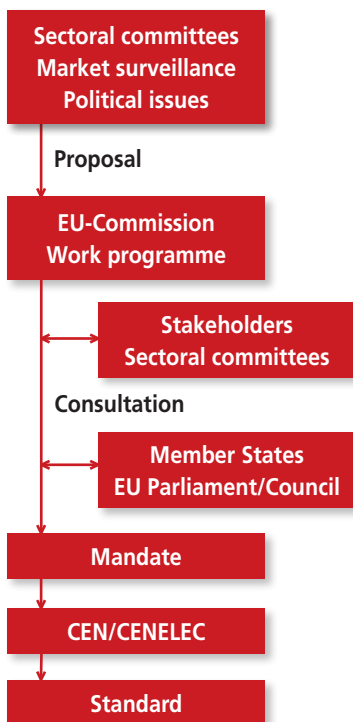 Sectoral committees
Market surveillance
Political issues
Proposal
EU-Commission
Work programme
Stakeholders
Sectoral committees
Consultation
Member States
EU Parliament/Council
Mandate
CEN/CENELEC
Standard